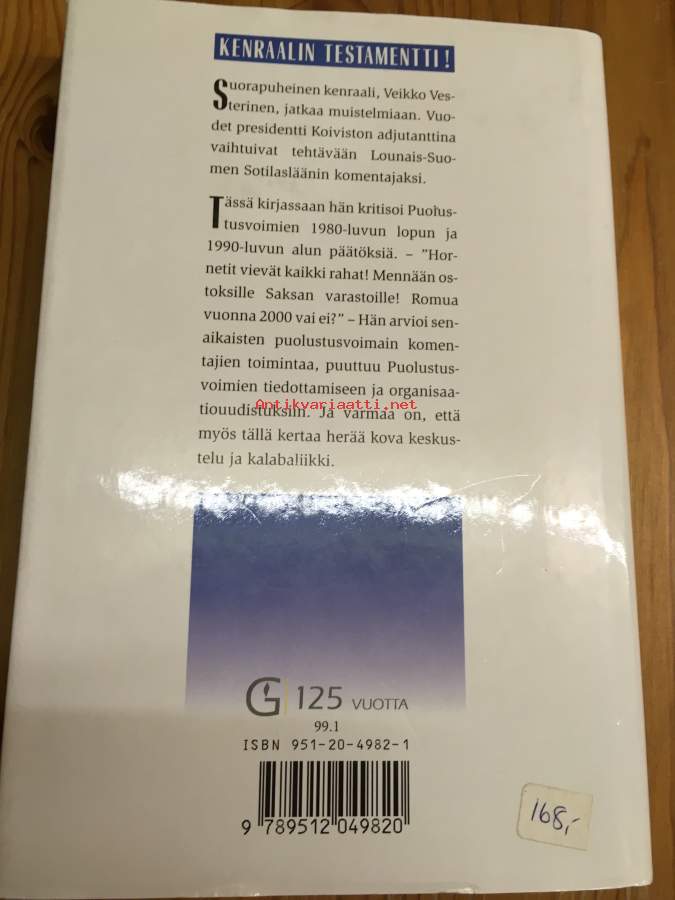 KENRAALIN TESTAMENTTI!
Suorapuheinen kenraali, Veikko Ves-
terinen, jatkaa muistelmiaan. Vuo-
det presidentti Koiviston adjutanttina
vaihtuivat tehtävään Lounais-Suo-
men Sotilasläänin komentajaksi.
Tässä kirjassaan hän kritisoi Puolus-
tusvoimien 1980-luvun lopun ja
1990-luvun alun päätöksiä. – ”Hor-
netit vievät kaikki rahat! Mennään os-
toksille Saksan varastoille! Romua
vuonna 2000 vai ei?” – Hän arvioi sen-
aikaisten puolustusvoimain komen-
tajien toimintaa, puuttuu Puolustus-
voimien tiedottamiseen ja organisaa-
Antikvariaatti.net
tiouudistuksiin. Ja varmaa on, että
myös tällä kertaa herää kova keskus-
telu ja kalabaliikki.
G 125 VUOTTA
99.1
ISBN 951-20-4982-1
9 789512 049820
168,-